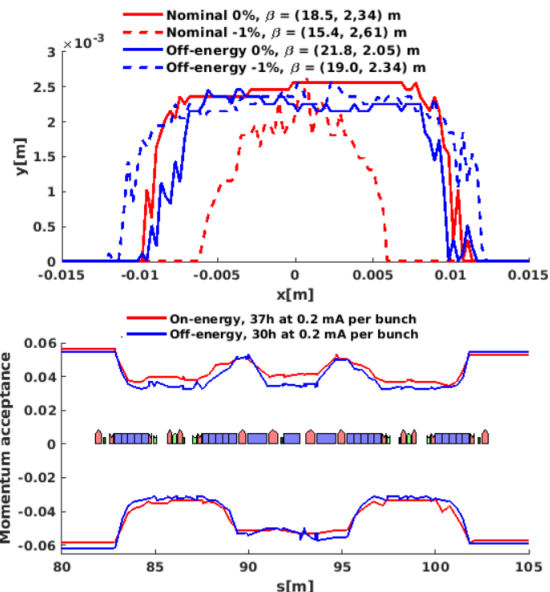 Nominal 0%, β = (18.5, 2,34) m
Nominal -1%, β = (15.4, 2,61) m
Off-energy 0%, β = (21.8, 2.05) m
Off-energy -1%, β = (19.0, 2.34) m
×10⁻³
3
2.5
2
1.5
1
0.5
0
y[m]
-0.015 -0.01 -0.005 0 0.005 0.01 0.015
x[m]
On-energy, 37h at 0.2 mA per bunch
Off-energy, 30h at 0.2 mA per bunch
0.06
0.04
0.02
0
-0.02
-0.04
-0.06
Momentum acceptance
80 85 90 95 100 105
s[m]